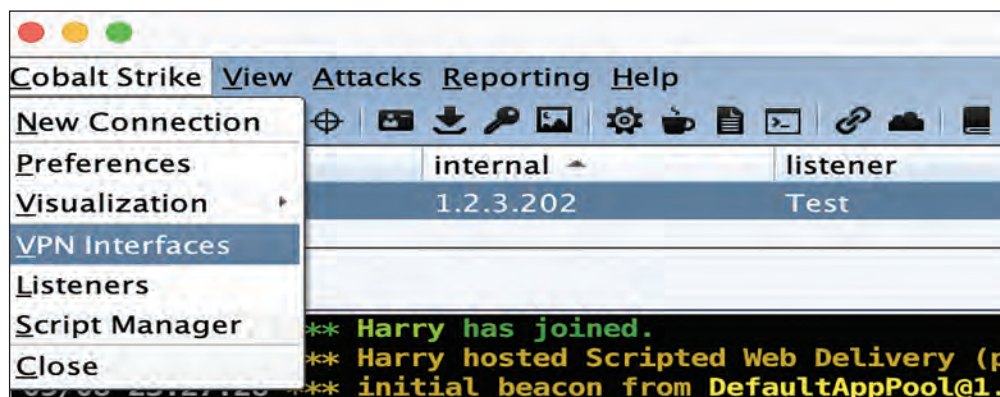 Cobalt Strike View Attacks Reporting Help
New Connection
Preferences
Visualization
VPN Interfaces
Listeners
Script Manager
Close
internal listener
1.2.3.202 Test
** Harry has joined.
** Harry hosted Scripted Web Delivery (p
*** initial beacon from DefaultAppPool@1.